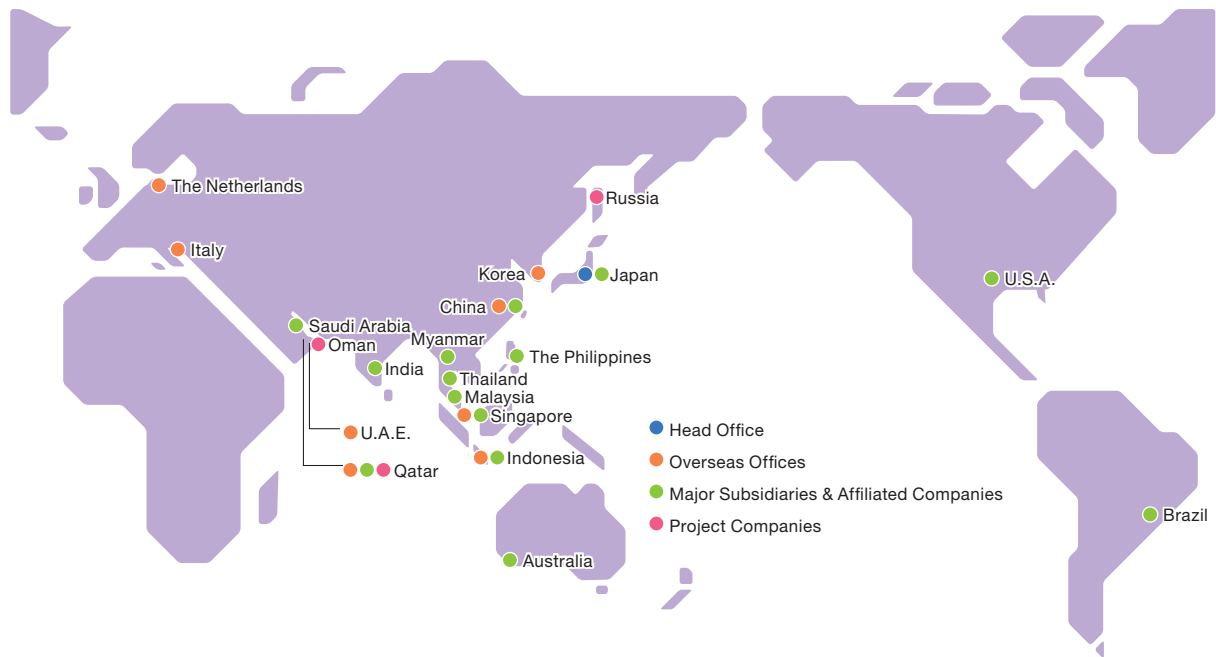 The Netherlands
Russia
Italy
Korea
Japan
U.S.A.
China
Saudi Arabia
Myanmar
Oman
The Philippines
India
Thailand
Malaysia
Singapore
U.A.E.
Head Office
Indonesia
Overseas Offices
Qatar
Major Subsidiaries & Affiliated Companies
Brazil
Project Companies
Australia